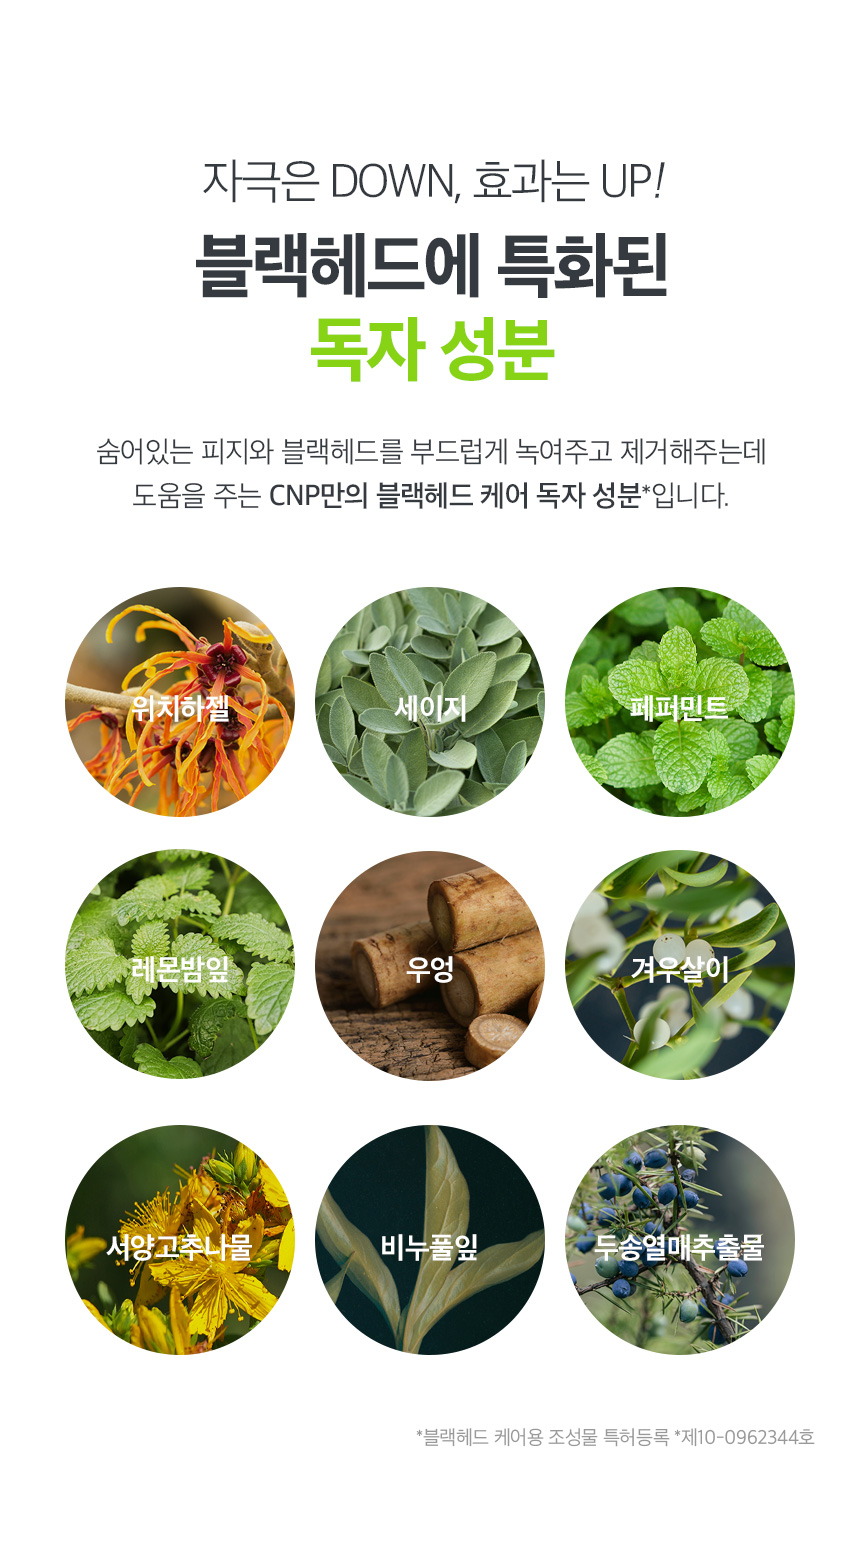 자극은 DOWN, 효과는 UP!
블랙헤드에 특화된
독자 성분
숨어있는 피지와 블랙헤드를 부드럽게 녹여주고 제거해주는데
도움을 주는 CNP만의 블랙헤드 케어 독자 성분*입니다.
위치하젤
세이지
페퍼민트
레몬밤잎
우엉
겨우살이
서양고추나물
비누풀잎
두송열매추출물
*블랙헤드 케어용 조성물 특허등록 *제10-0962344호